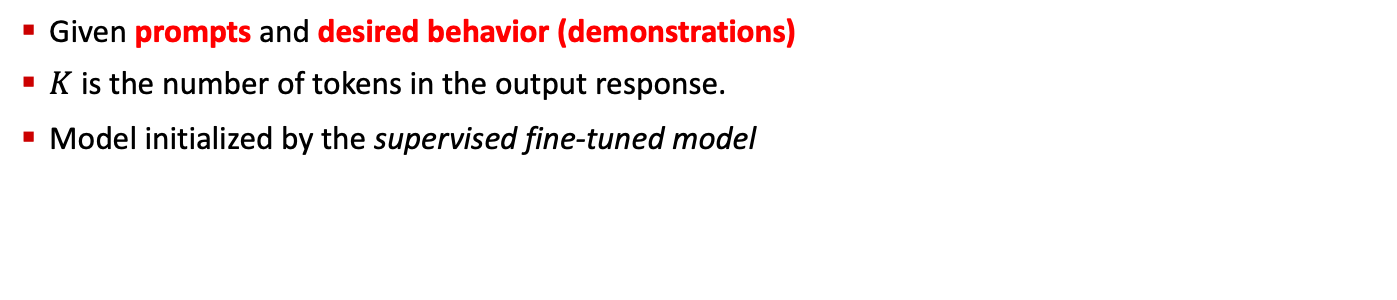 ▪ Given prompts and desired behavior (demonstrations)
▪ K is the number of tokens in the output response.
▪ Model initialized by the supervised fine-tuned model